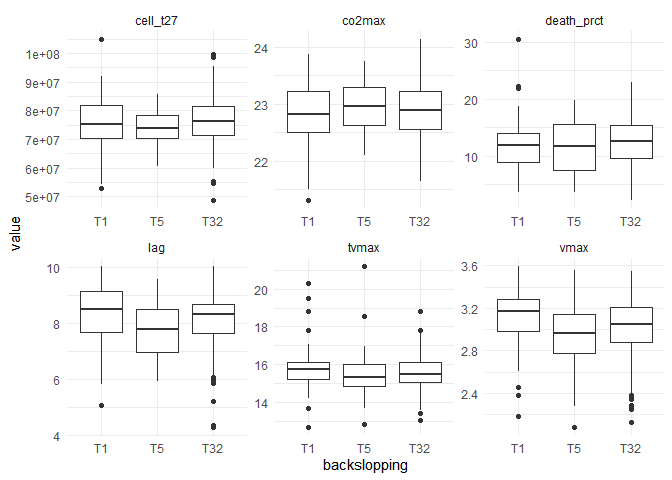 cell_t27
co2max
death_prct
1e+08
9e+07
8e+07
7e+07
6e+07
5e+07
24
23
22
30
20
10
T1 T5 T32
T1 T5 T32
T1 T5 T32
value
lag
tvmax
vmax
10
8
6
4
20
18
16
14
3.6
3.2
2.8
2.4
T1 T5 T32
T1 T5 T32
T1 T5 T32
backslopping